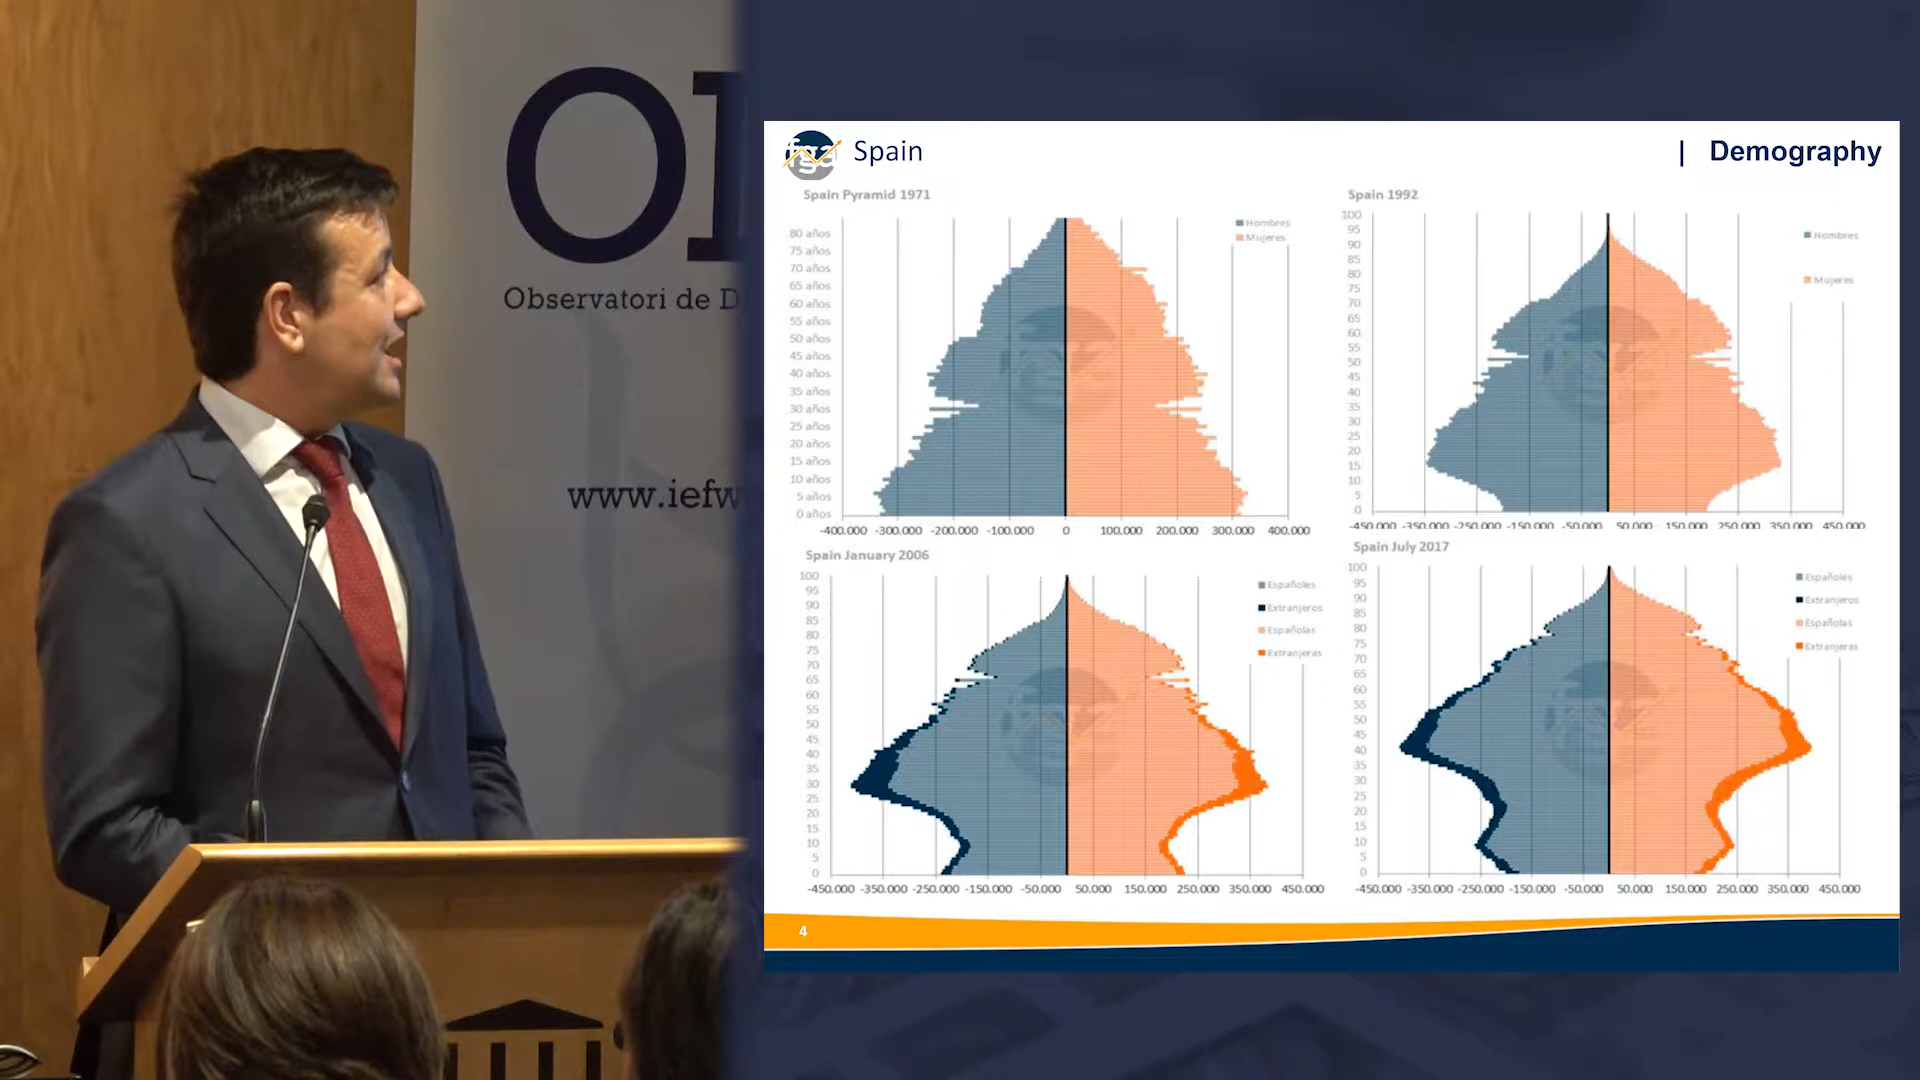 O
Observatori de D
www.iefw
fga
Spain
| Demography
Spain Pyramid 1971
Hombres
Mujeres
80 años
75 años
70 años
65 años
60 años
55 años
50 años
45 años
40 años
35 años
30 años
25 años
20 años
15 años
10 años
5 años
0 años
-400.000 -300.000 -200.000 -100.000 0 100.000 200.000 300.000 400.000
Spain 1992
Hombres
Mujeres
100
95
90
85
80
75
70
65
60
55
50
45
40
35
30
25
20
15
10
5
0
-450.000 -350.000 -250.000 -150.000 -50.000 50.000 150.000 250.000 350.000 450.000
Spain January 2006
Españoles
Extranjeros
Españolas
Extranjeras
100
95
90
85
80
75
70
65
60
55
50
45
40
35
30
25
20
15
10
5
0
-450.000 -350.000 -250.000 -150.000 -50.000 50.000 150.000 250.000 350.000 450.000
Spain July 2017
Españoles
Extranjeros
Españolas
Extranjeras
100
95
90
85
80
75
70
65
60
55
50
45
40
35
30
25
20
15
10
5
0
-450.000 -350.000 -250.000 -150.000 -50.000 50.000 150.000 250.000 350.000 450.000
4